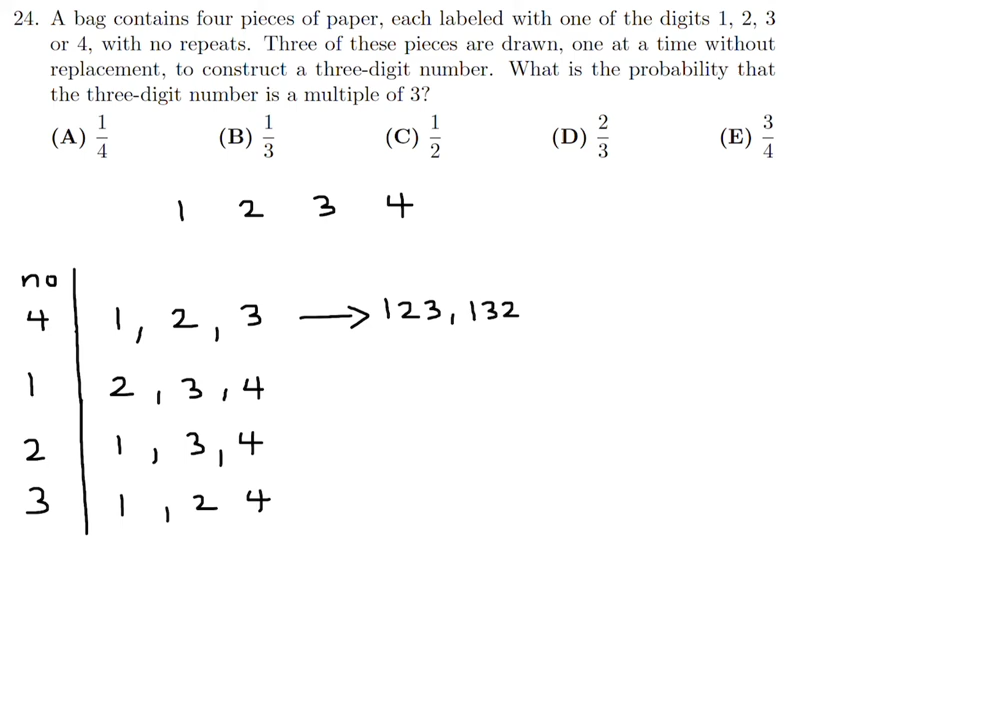 24. A bag contains four pieces of paper, each labeled with one of the digits 1, 2, 3
or 4, with no repeats. Three of these pieces are drawn, one at a time without
replacement, to construct a three-digit number. What is the probability that
the three-digit number is a multiple of 3?
(A) 1/4 (B) 1/3 (C) 1/2 (D) 2/3 (E) 3/4
1 2 3 4
no
4 1, 2, 3 → 123, 132
1 2, 3, 4
2 1, 3, 4
3 1, 2 4